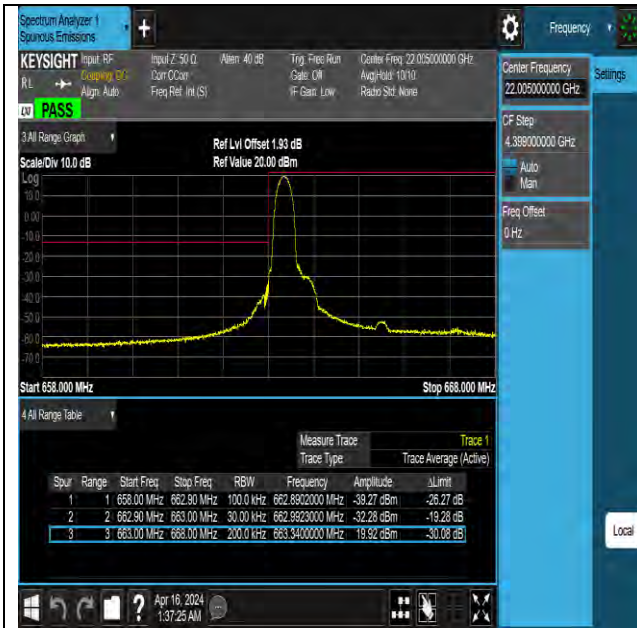 Spectrum Analyzer 1
Spurious Emissions
+
Frequency
KEYSIGHT Input: RF
Input Z: 50 Ω
Atten: 40 dB
Trig: Free Run
Center Freq: 22.005000000 GHz
RL
Coupling: DC
Corr CCorr
Gate: Off
Avg|Hold: 10/10
Align: Auto
Freq Ref: Int (S)
IF Gain: Low
Radio Std: None
LXI PASS
Center Frequency
22.005000000 GHz
Settings
CF Step
4.399000000 GHz
Auto
Man
Freq Offset
0 Hz
3 All Range Graph
Ref Lvl Offset 1.93 dB
Scale/Div 10.0 dB
Ref Value 20.00 dBm
Log
10.0
0.00
-10.0
-20.0
-30.0
-40.0
-50.0
-60.0
-70.0
Start 658.000 MHz
Stop 668.000 MHz
4 All Range Table
Measure Trace
Trace 1
Trace Type
Trace Average (Active)
Spur Range Start Freq Stop Freq RBW Frequency Amplitude ΔLimit
1 1 658.00 MHz 662.90 MHz 100.0 kHz 662.8902000 MHz -39.27 dBm -26.27 dB
2 2 662.90 MHz 663.00 MHz 30.00 kHz 662.9923000 MHz -32.28 dBm -19.28 dB
3 3 663.00 MHz 668.00 MHz 200.0 kHz 663.3400000 MHz 19.92 dBm -30.08 dB
Local
?
Apr 16, 2024
1:37:25 AM